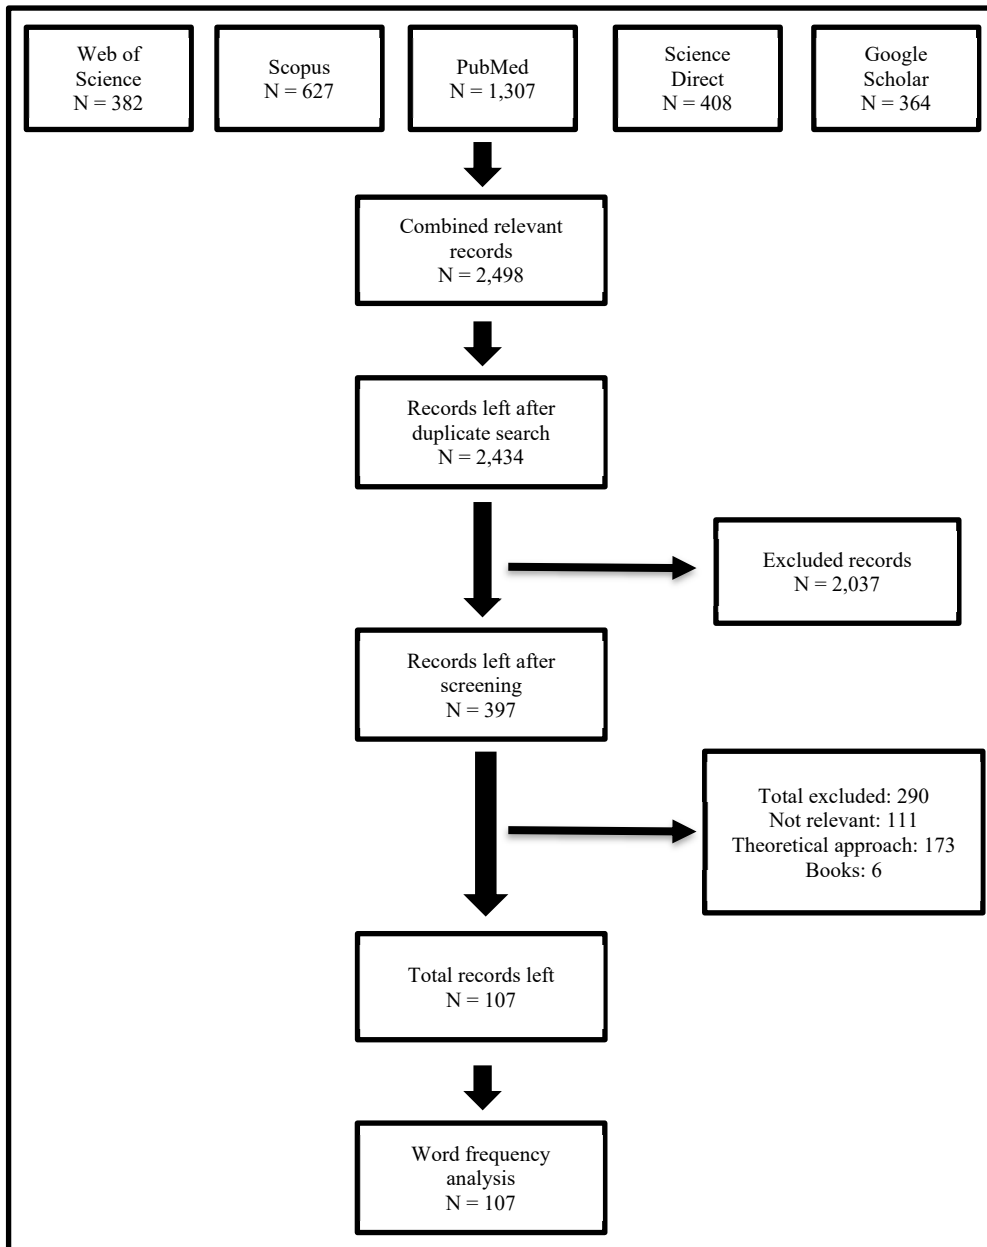 Web of
Science
N = 382
Scopus
N = 627
PubMed
N = 1,307
Science
Direct
N = 408
Google
Scholar
N = 364
Combined relevant
records
N = 2,498
Records left after
duplicate search
N = 2,434
Excluded records
N = 2,037
Records left after
screening
N = 397
Total excluded: 290
Not relevant: 111
Theoretical approach: 173
Books: 6
Total records left
N = 107
Word frequency
analysis
N = 107